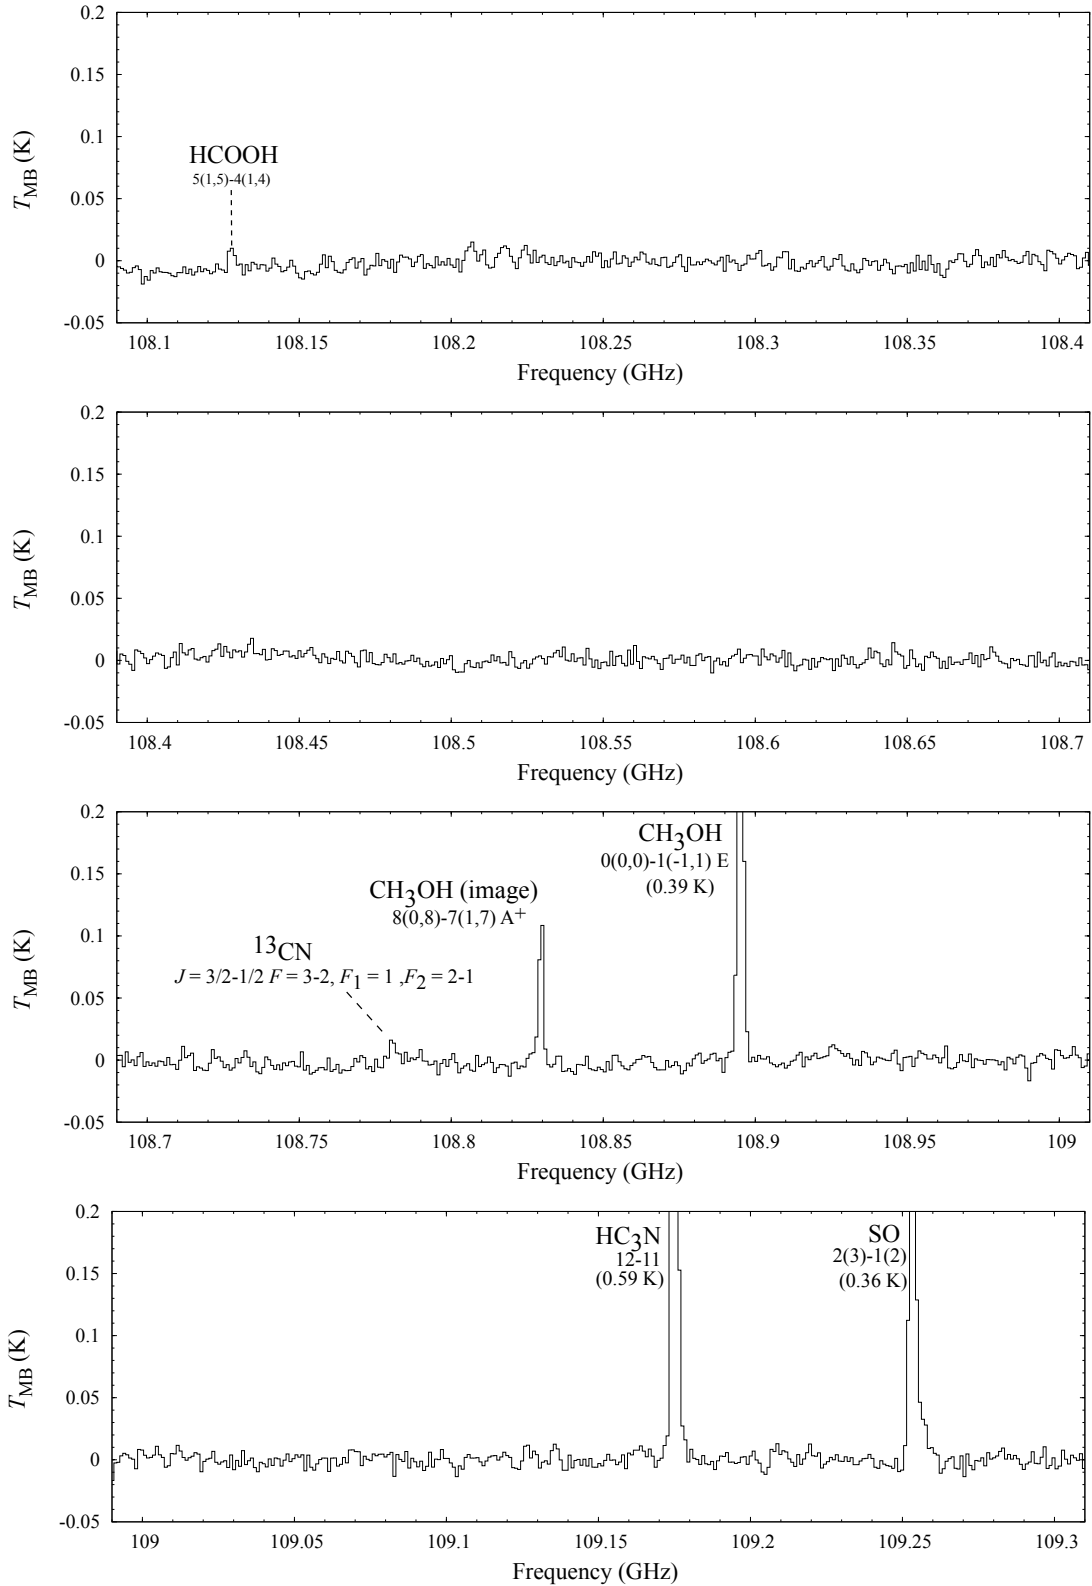 0.2
0.15
0.1
0.05
0
-0.05
T_MB (K)
HCOOH
5(1,5)-4(1,4)
108.1 108.15 108.2 108.25 108.3 108.35 108.4
Frequency (GHz)
0.2
0.15
0.1
0.05
0
-0.05
T_MB (K)
108.4 108.45 108.5 108.55 108.6 108.65 108.7
Frequency (GHz)
0.2
0.15
0.1
0.05
0
-0.05
T_MB (K)
CH3OH
0(0,0)-1(-1,1) E
(0.39 K)
CH3OH (image)
8(0,8)-7(1,7) A+
13CN
J = 3/2-1/2 F = 3-2, F1 = 1 ,F2 = 2-1
108.7 108.75 108.8 108.85 108.9 108.95 109
Frequency (GHz)
0.2
0.15
0.1
0.05
0
-0.05
T_MB (K)
HC3N
12-11
(0.59 K)
SO
2(3)-1(2)
(0.36 K)
109 109.05 109.1 109.15 109.2 109.25 109.3
Frequency (GHz)